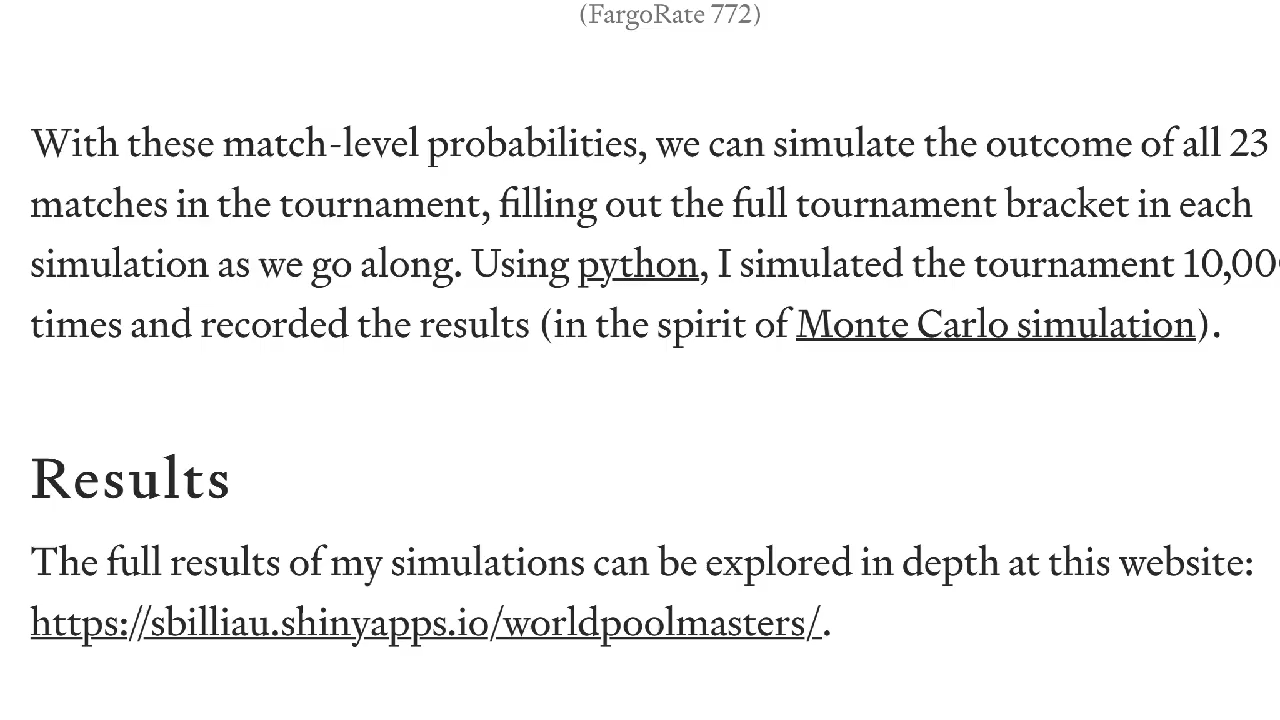 (FargoRate 772)
With these match-level probabilities, we can simulate the outcome of all 23
matches in the tournament, filling out the full tournament bracket in each
simulation as we go along. Using python, I simulated the tournament 10,00
times and recorded the results (in the spirit of Monte Carlo simulation).
Results
The full results of my simulations can be explored in depth at this website:
https://sbilliau.shinyapps.io/worldpoolmasters/.